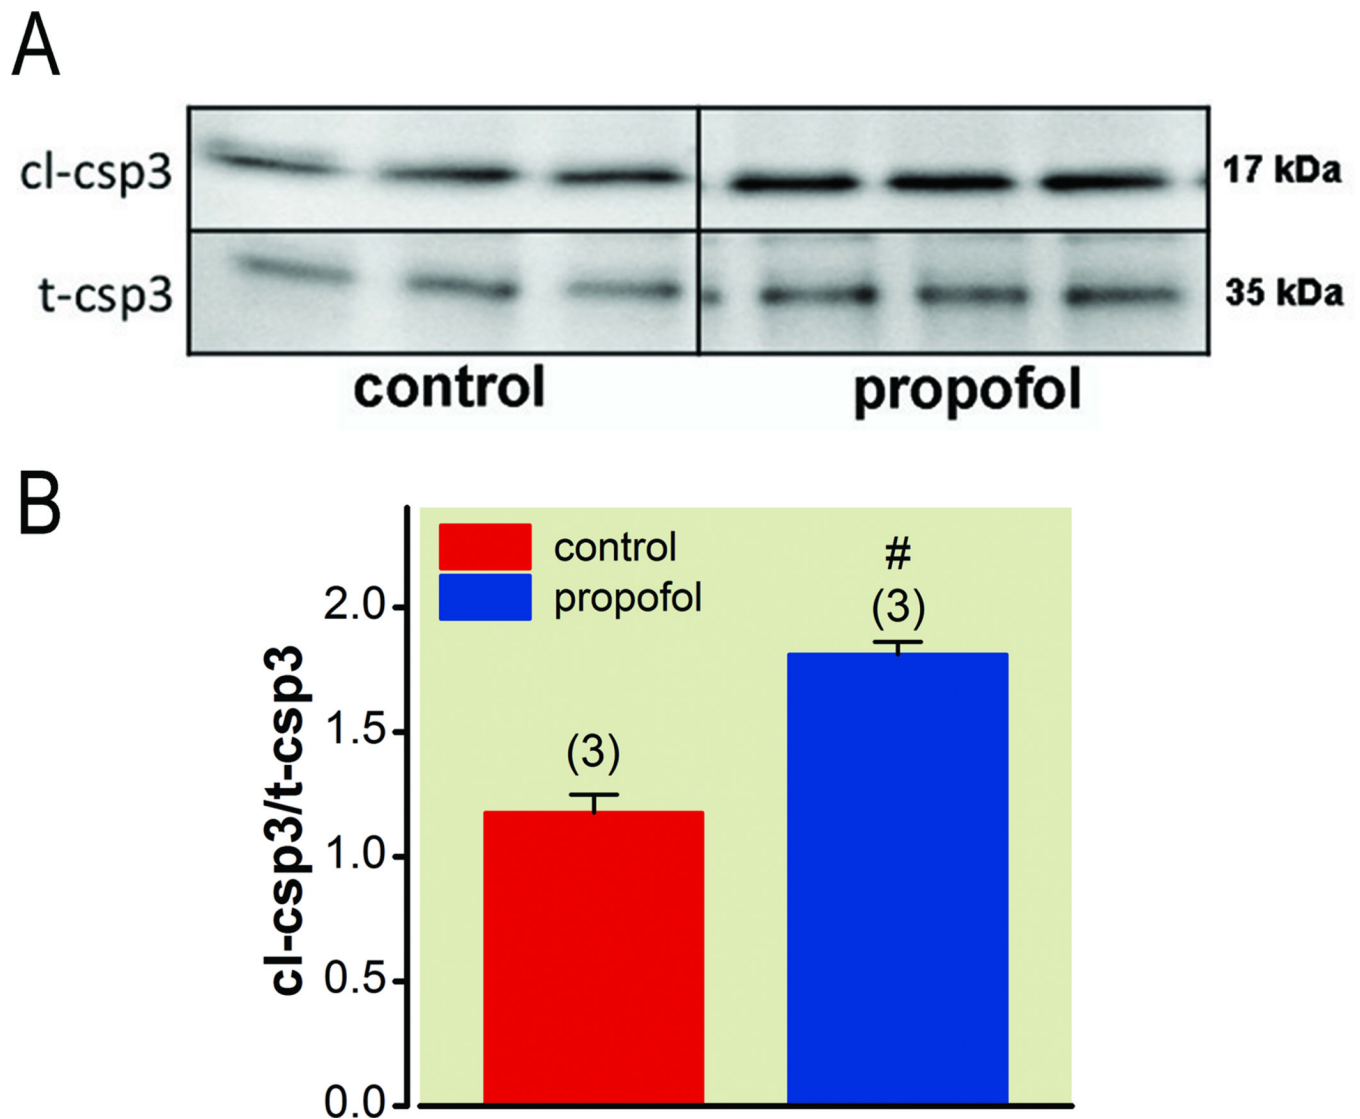 A
cl-csp3
17 kDa
t-csp3
35 kDa
control
propofol
B
control
propofol
#
(3)
(3)
2.0
1.5
1.0
0.5
0.0
cl-csp3/t-csp3